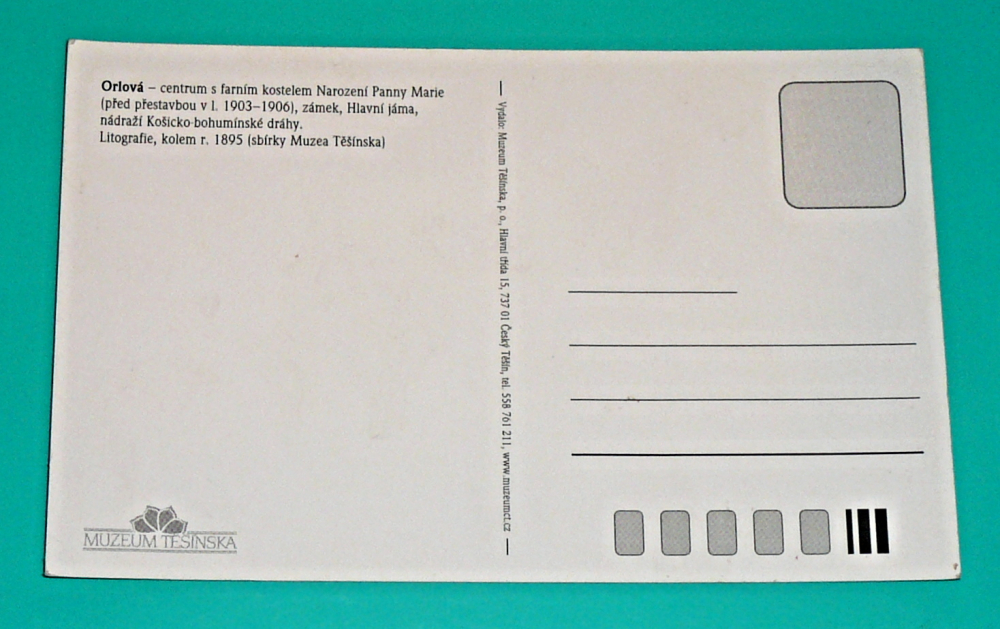 Orlová – centrum s farním kostelem Narození Panny Marie
(před přestavbou v l. 1903–1906), zámek, Hlavní jáma,
nádraží Košicko-bohumínské dráhy.
Litografie, kolem r. 1895 (sbírky Muzea Těšínska)
Vydalo: Muzeum Těšínska, p. o., Hlavní třída 15, 737 01 Český Těšín, tel. 558 761 211, www.muzeumct.cz
MUZEUM TĚŠÍNSKA